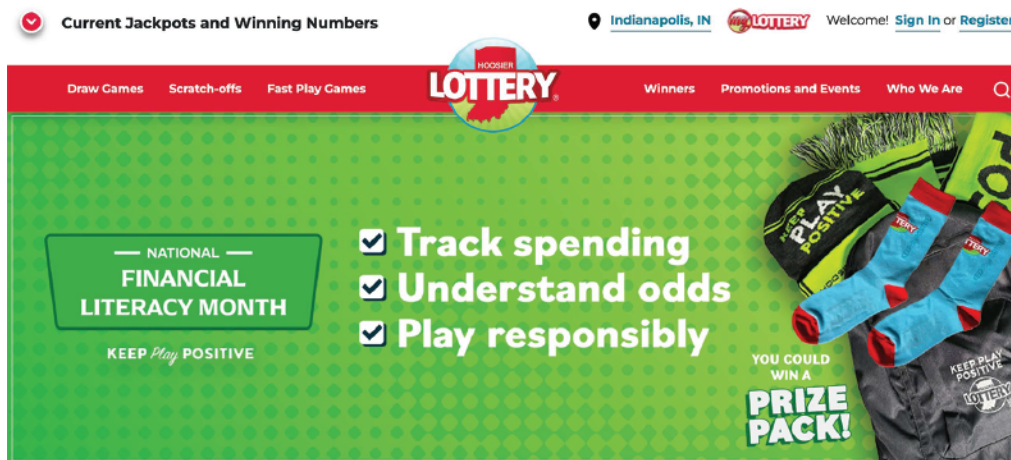 Current Jackpots and Winning Numbers
Indianapolis, IN
my LOTTERY
Welcome! Sign In or Register
Draw Games
Scratch-offs
Fast Play Games
HOOSIER
LOTTERY
Winners
Promotions and Events
Who We Are
NATIONAL
FINANCIAL
LITERACY MONTH
KEEP Play POSITIVE
Track spending
Understand odds
Play responsibly
YOU COULD
WIN A
PRIZE
PACK!
KEEP
PLAY
POSITIVE
KEEP PLAY
POSITIVE
LOTTERY